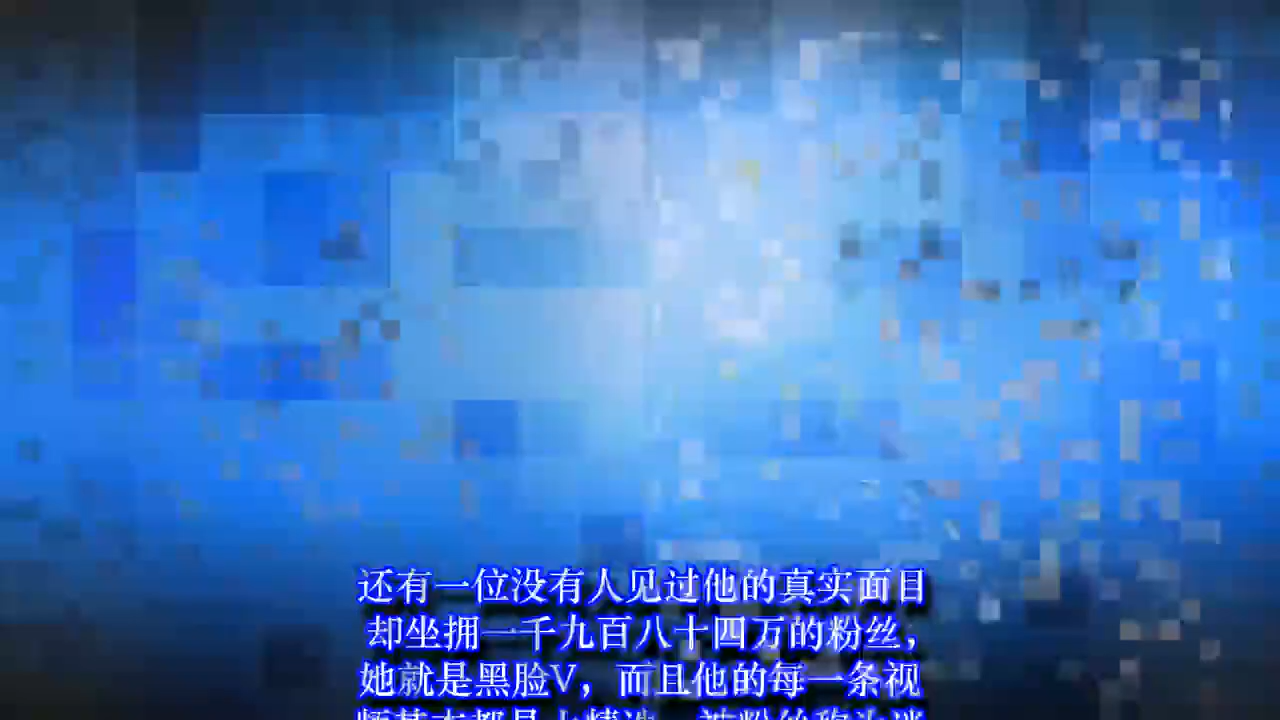 还有一位没有人见过他的真实面目
却坐拥一千九百八十四万的粉丝，
她就是黑脸V，而且他的每一条视